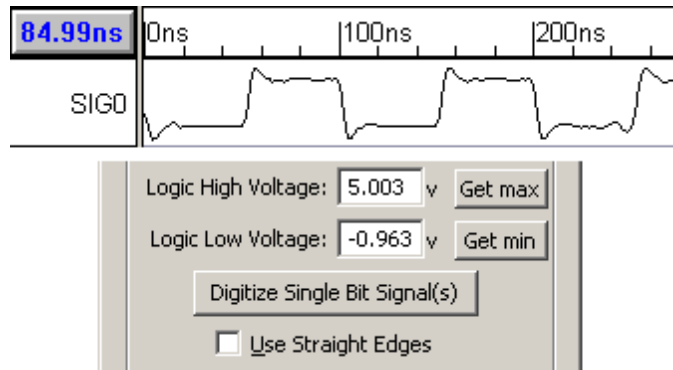 84.99ns 0ns 100ns 200ns
SIG0
Logic High Voltage: 5.003 v Get max
Logic Low Voltage: -0.963 v Get min
Digitize Single Bit Signal(s)
Use Straight Edges